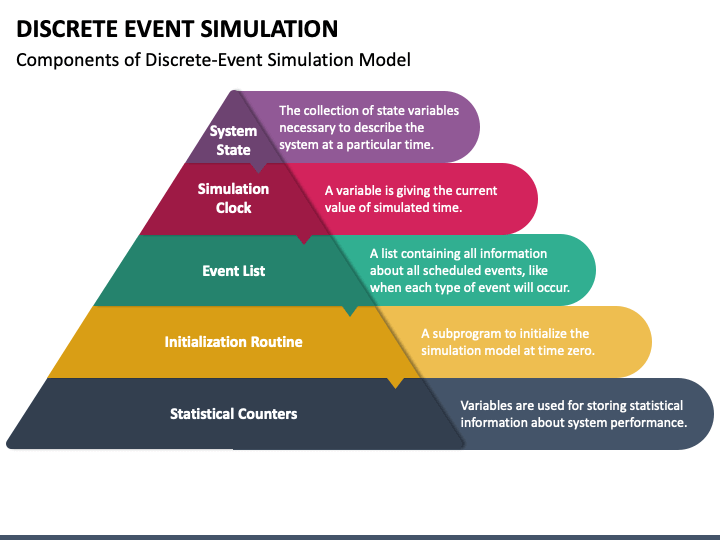 DISCRETE EVENT SIMULATION
Components of Discrete-Event Simulation Model
System
State
The collection of state variables
necessary to describe the
system at a particular time.
Simulation
Clock
A variable is giving the current
value of simulated time.
Event List
A list containing all information
about all scheduled events, like
when each type of event will occur.
Initialization Routine
A subprogram to initialize the
simulation model at time zero.
Statistical Counters
Variables are used for storing statistical
information about system performance.